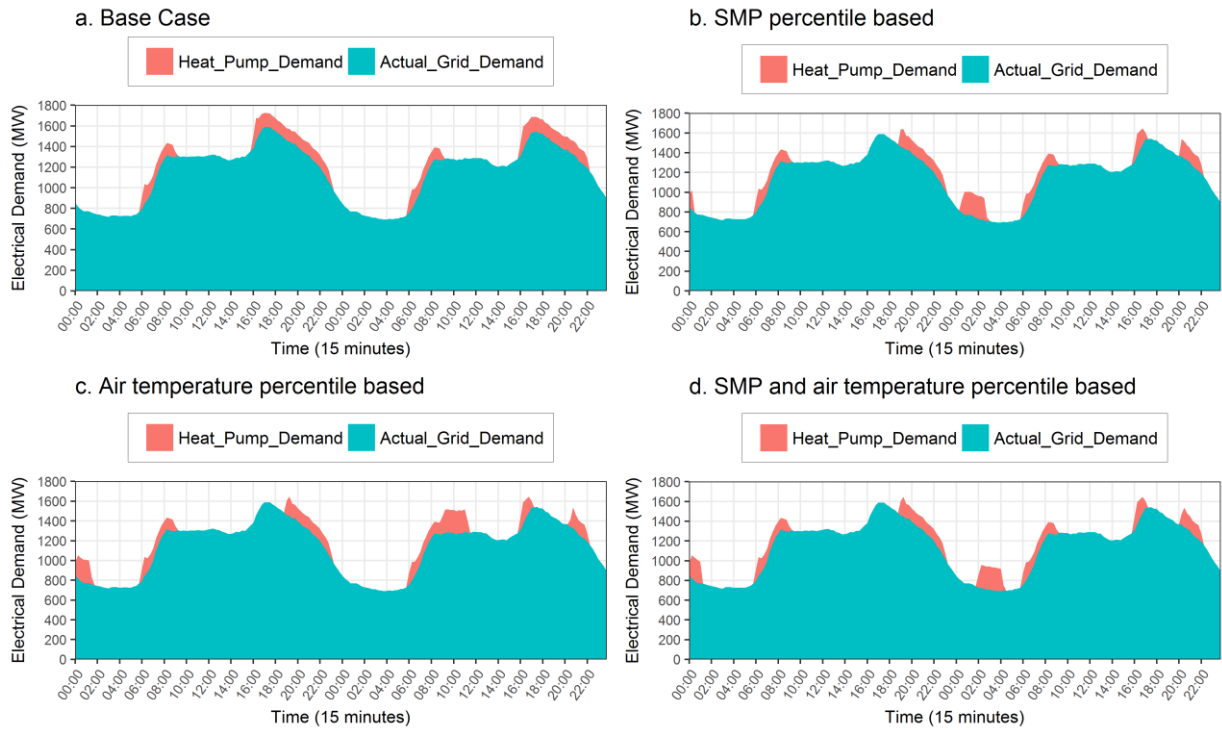 a. Base Case
Heat_Pump_Demand Actual_Grid_Demand
Electrical Demand (MW)
1800
1600
1400
1200
1000
800
600
400
200
0
00:00 02:00 04:00 06:00 08:00 10:00 12:00 14:00 16:00 18:00 20:00 22:00 00:00 02:00 04:00 06:00 08:00 10:00 12:00 14:00 16:00 18:00 20:00 22:00
Time (15 minutes)
b. SMP percentile based
Heat_Pump_Demand Actual_Grid_Demand
Electrical Demand (MW)
1800
1600
1400
1200
1000
800
600
400
200
0
00:00 02:00 04:00 06:00 08:00 10:00 12:00 14:00 16:00 18:00 20:00 22:00 00:00 02:00 04:00 06:00 08:00 10:00 12:00 14:00 16:00 18:00 20:00 22:00
Time (15 minutes)
c. Air temperature percentile based
Heat_Pump_Demand Actual_Grid_Demand
Electrical Demand (MW)
1800
1600
1400
1200
1000
800
600
400
200
0
00:00 02:00 04:00 06:00 08:00 10:00 12:00 14:00 16:00 18:00 20:00 22:00 00:00 02:00 04:00 06:00 08:00 10:00 12:00 14:00 16:00 18:00 20:00 22:00
Time (15 minutes)
d. SMP and air temperature percentile based
Heat_Pump_Demand Actual_Grid_Demand
Electrical Demand (MW)
1800
1600
1400
1200
1000
800
600
400
200
0
00:00 02:00 04:00 06:00 08:00 10:00 12:00 14:00 16:00 18:00 20:00 22:00 00:00 02:00 04:00 06:00 08:00 10:00 12:00 14:00 16:00 18:00 20:00 22:00
Time (15 minutes)